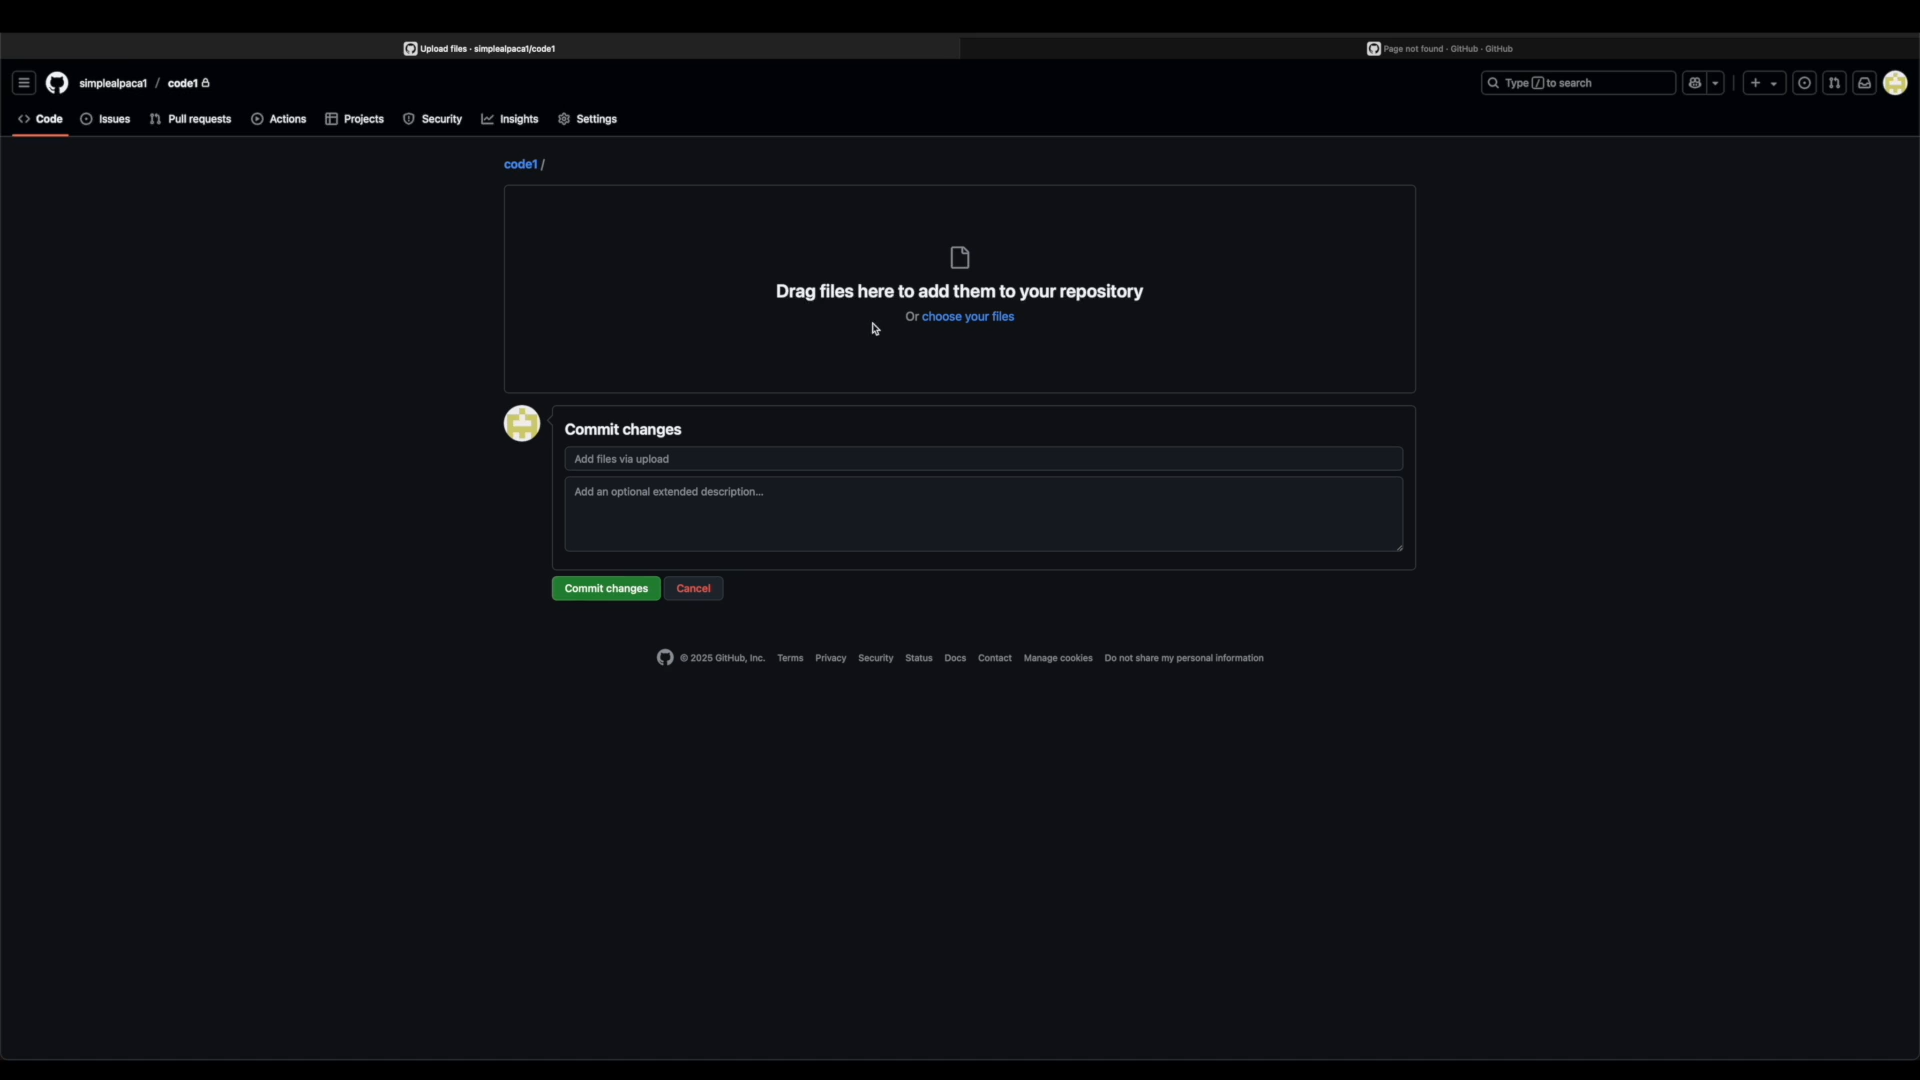 Upload files · simplealpaca1/code1
Page not found · GitHub · GitHub
simplealpaca1 / code1
Type / to search
Code Issues Pull requests Actions Projects Security Insights Settings
code1 /
Drag files here to add them to your repository
Or choose your files
Commit changes
Add files via upload
Add an optional extended description...
Commit changes Cancel
© 2025 GitHub, Inc. Terms Privacy Security Status Docs Contact Manage cookies Do not share my personal information